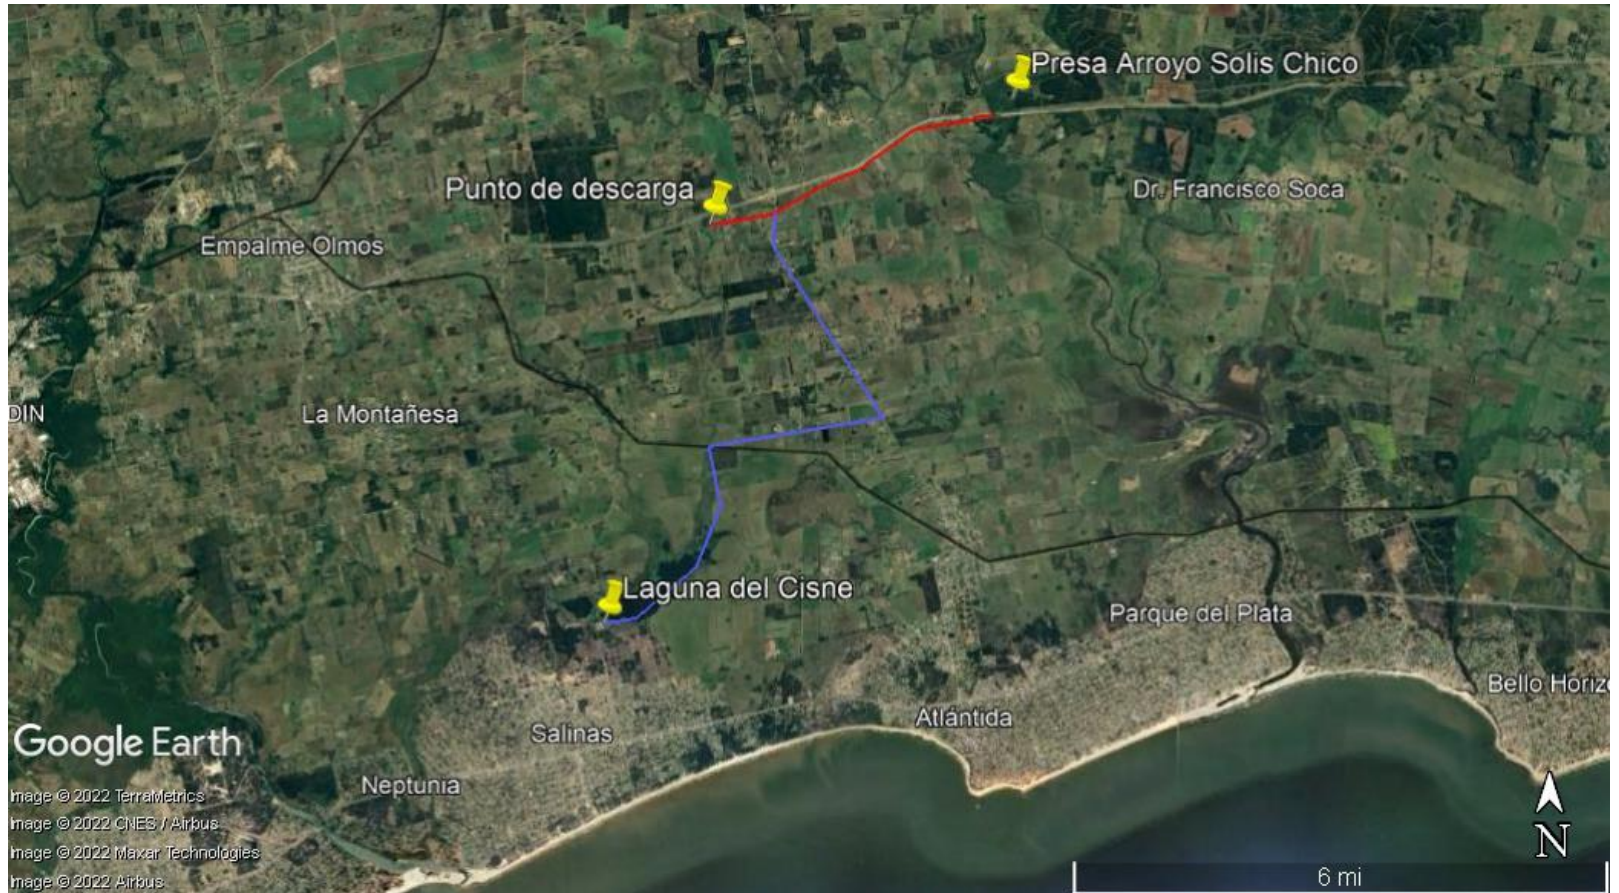 Presa Arroyo Solis Chico
Punto de descarga
Dr. Francisco Soca
Empalme Olmos
DIN
La Montañesa
Laguna del Cisne
Parque del Plata
Bello Horizo
Atlántida
Salinas
Google Earth
Neptunia
Image © 2022 TerraMetrics
Image © 2022 CNES / Airbus
Image © 2022 Maxar Technologies
Image © 2022 Airbus
N
6 mi